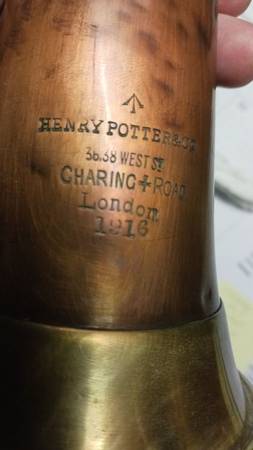 HENRY POTTER & Co
36.38 WEST ST
CHARING + ROAD
London
1916